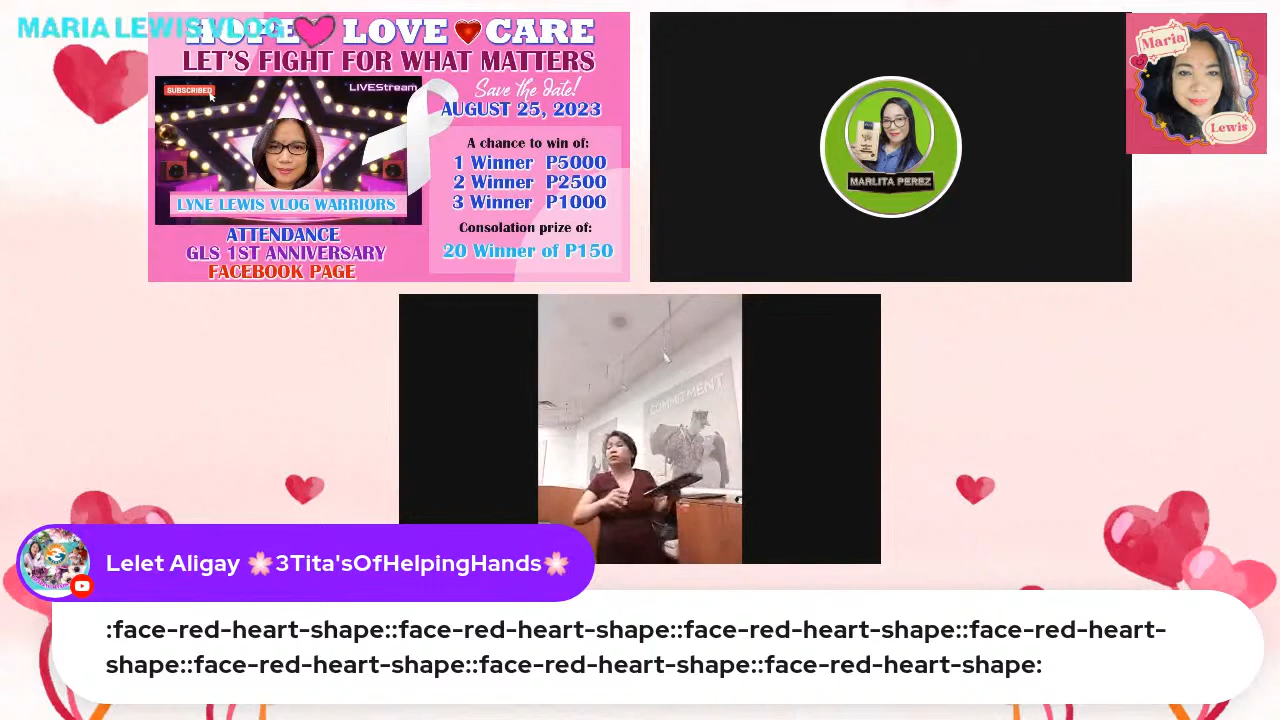 MARIA LEWIS VLOG
HOPE LOVE CARE
LET'S FIGHT FOR WHAT MATTERS
SUBSCRIBED
LIVEStream
LYNE LEWIS VLOG WARRIORS
ATTENDANCE
GLS 1ST ANNIVERSARY
FACEBOOK PAGE
Save the date!
AUGUST 25, 2023
A chance to win of:
1 Winner P5000
2 Winner P2500
3 Winner P1000
Consolation prize of:
20 Winner of P150
MARLITA PEREZ
Maria
Lewis
COMMITMENT
Lelet Aligay 🌸3Tita'sOfHelpingHands🌸
:face-red-heart-shape::face-red-heart-shape::face-red-heart-shape::face-red-heart-
shape::face-red-heart-shape::face-red-heart-shape::face-red-heart-shape: